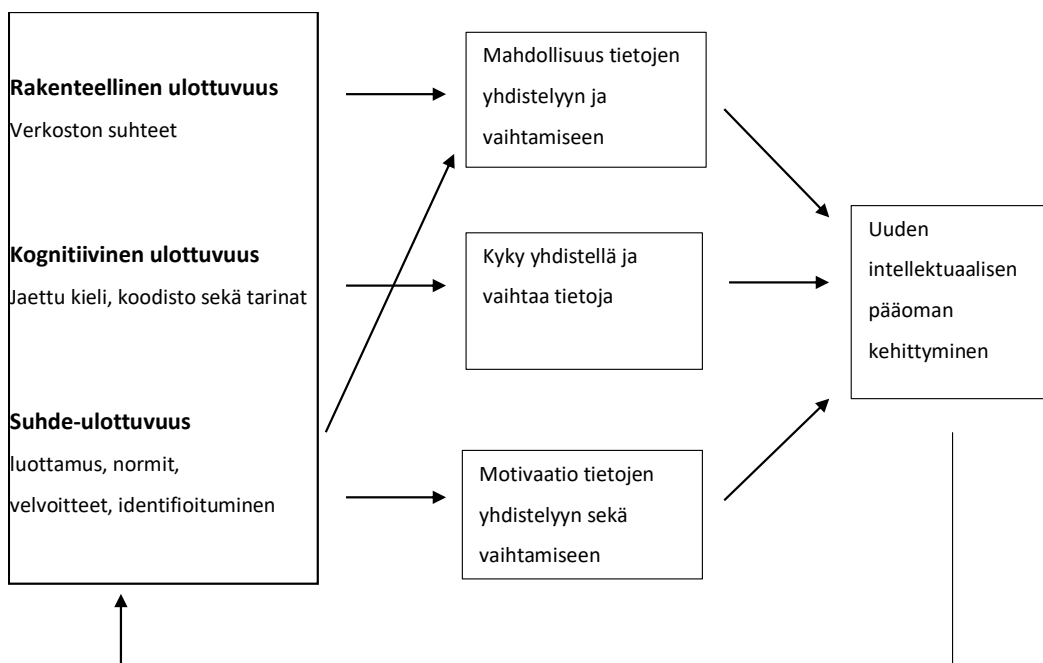 Rakenteellinen ulottuvuus
Verkoston suhteet
Kognitiivinen ulottuvuus
Jaettu kieli, koodisto sekä tarinat
Suhde-ulottuvuus
luottamus, normit,
velvoitteet, identifioituminen
Mahdollisuus tietojen
yhdistelyyn ja
vaihtamiseen
Kyky yhdistellä ja
vaihtaa tietoja
Motivaatio tietojen
yhdistelyyn sekä
vaihtamiseen
Uuden
intellektuaalisen
pääoman
kehittyminen